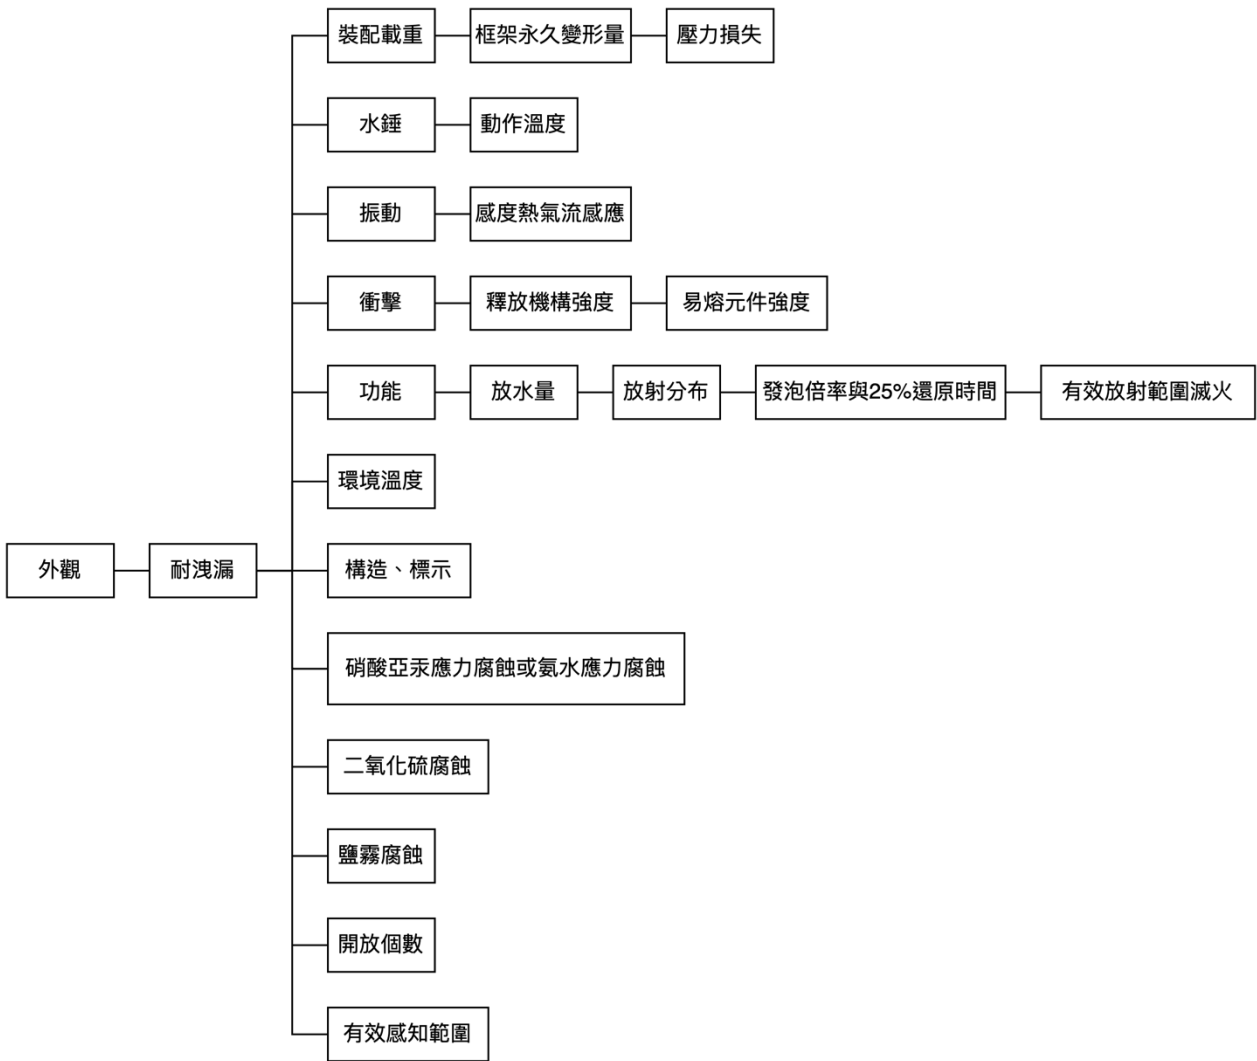 裝配載重
框架永久變形量
壓力損失
水錘
動作溫度
振動
感度熱氣流感應
衝擊
釋放機構強度
易熔元件強度
功能
放水量
放射分布
發泡倍率與25%還原時間
有效放射範圍滅火
環境溫度
外觀
耐洩漏
構造、標示
硝酸亞汞應力腐蝕或氨水應力腐蝕
二氧化硫腐蝕
鹽霧腐蝕
開放個數
有效感知範圍